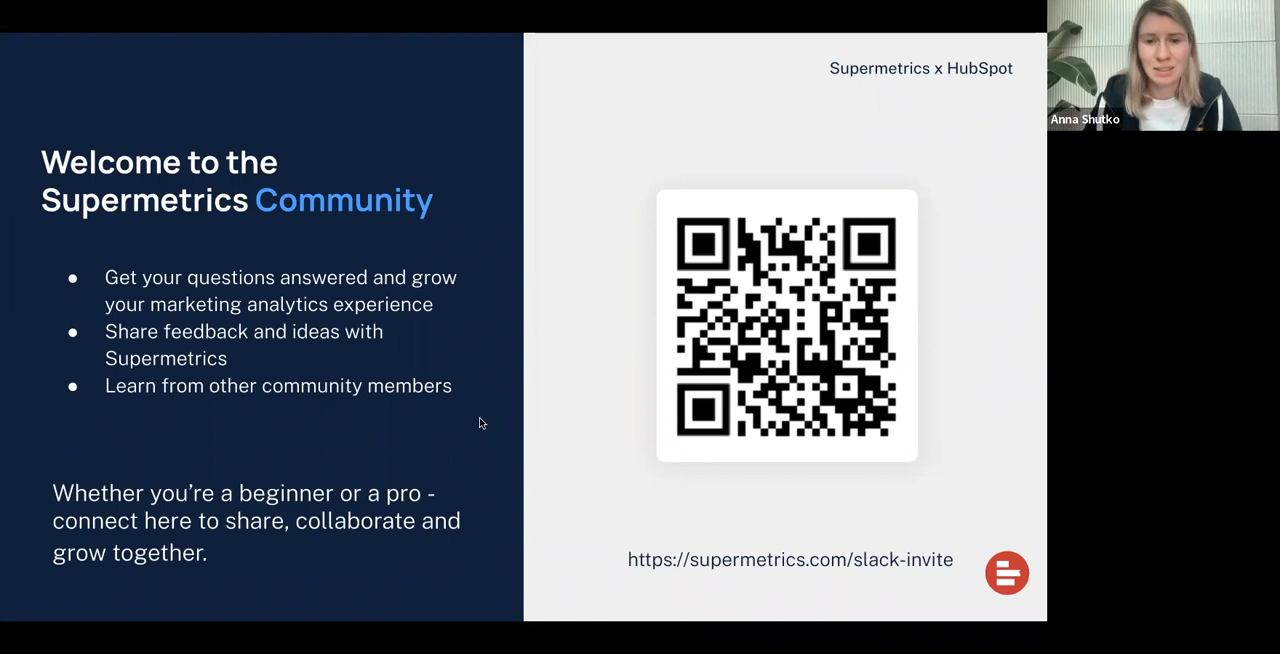 Supermetrics x HubSpot
Anna Shutko
Welcome to the
Supermetrics Community
● Get your questions answered and grow
your marketing analytics experience
● Share feedback and ideas with
Supermetrics
● Learn from other community members
Whether you’re a beginner or a pro -
connect here to share, collaborate and
grow together.
https://supermetrics.com/slack-invite